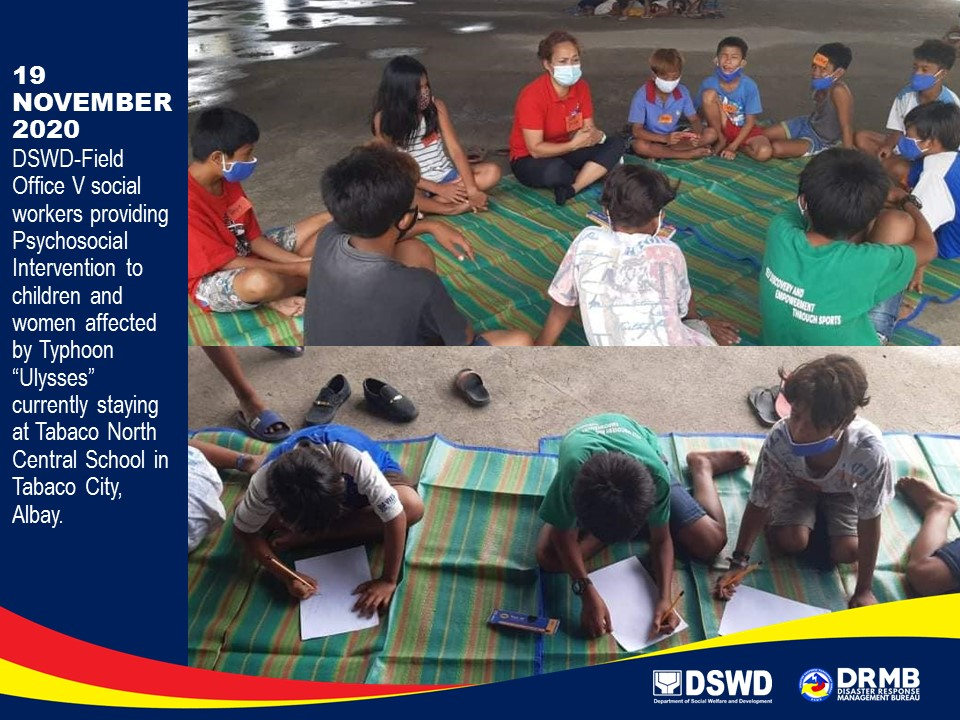 19
NOVEMBER
2020
DSWD-Field
Office V social
workers providing
Psychosocial
Intervention to
children and
women affected
by Typhoon
“Ulysses”
currently staying
at Tabaco North
Central School in
Tabaco City,
Albay.
DISCOVERY AND
EMPOWERMENT
THROUGH SPORTS
DSWD
Department of Social Welfare and Development
DRMB
DISASTER RESPONSE
MANAGEMENT BUREAU